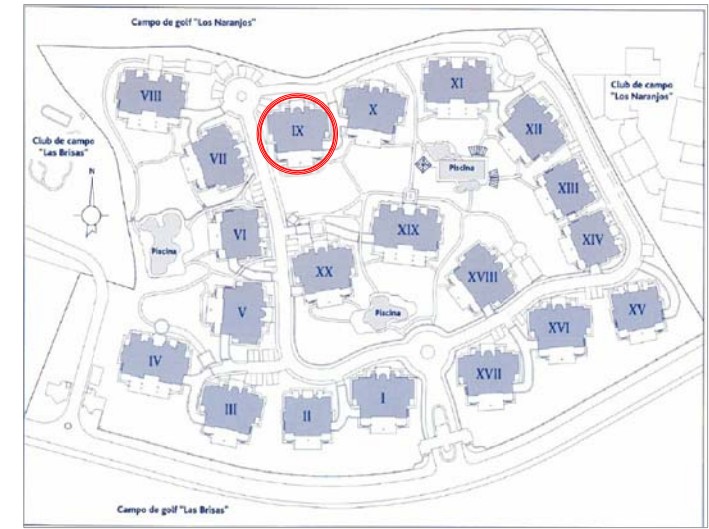 Campo de golf "Los Naranjos"
VIII
IX
X
XI
Club de campo
"Los Naranjos"
XII
Club de campo
"Las Brisas"
VII
N
Piscina
XIII
VI
XIX
XIV
Piscina
XX
XVIII
V
Piscina
XV
XVI
IV
XVII
III
II
I
Campo de golf "Las Brisas"